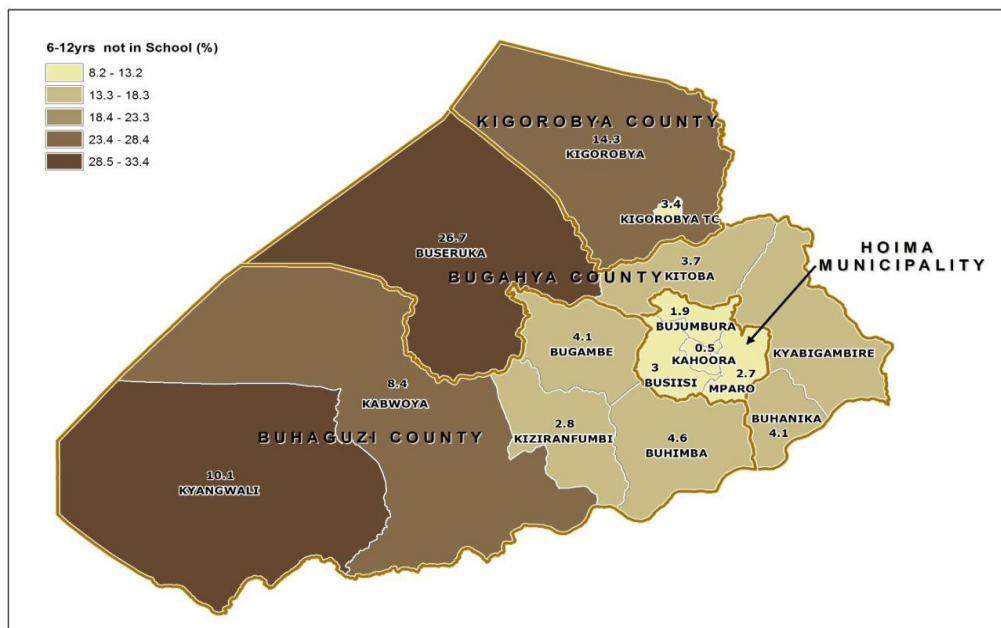 6-12yrs not in School (%)
8.2 - 13.2
13.3 - 18.3
18.4 - 23.3
23.4 - 28.4
28.5 - 33.4
KIGOROBYA COUNTY
14.3
KIGOROBYA
3.4
KIGOROBYA TC
26.7
BUSERUKA
BUGAHYA COUNTY
3.7
KITOBA
HOIMA
MUNICIPALITY
1.9
BUJUMBURA
0.5
KAHOORA
3
BUSIISI
2.7
MPARO
KYABIGAMBIRE
4.1
BUGAMBE
8.4
KABWOYA
BUHAGUZI COUNTY
2.8
KIZIRANFUMBI
4.6
BUHIMBA
BUHANIKA
4.1
10.1
KYANGWALI